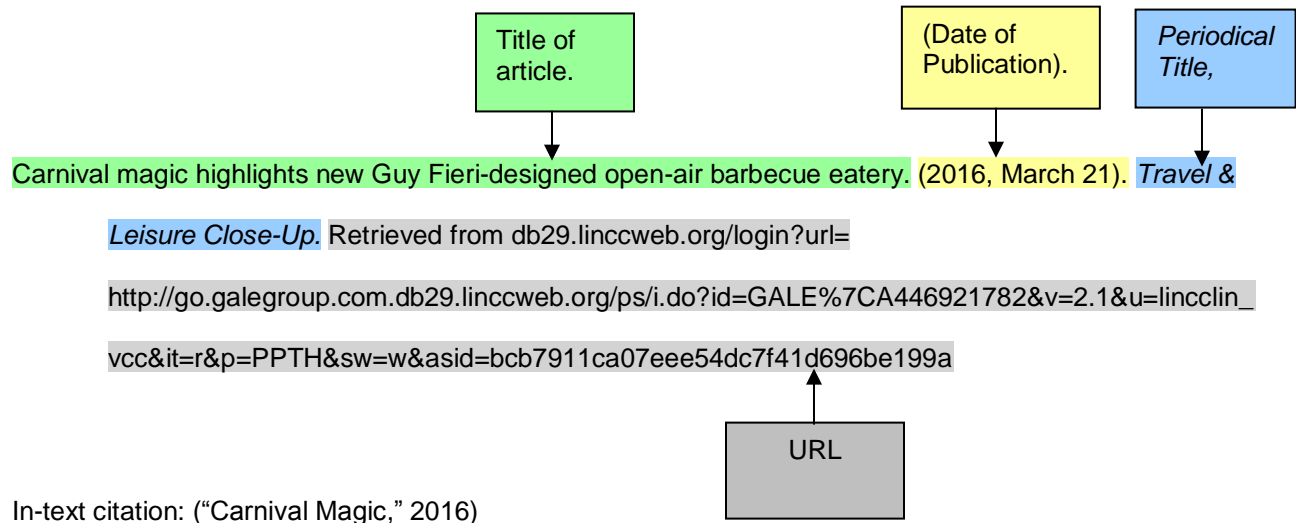 Title of
article.
(Date of
Publication).
Periodical
Title,
Carnival magic highlights new Guy Fieri-designed open-air barbecue eatery. (2016, March 21). Travel &
Leisure Close-Up. Retrieved from db29.linccweb.org/login?url=
http://go.galegroup.com.db29.linccweb.org/ps/i.do?id=GALE%7CA446921782&v=2.1&u=lincclin_
vcc&it=r&p=PPTH&sw=w&asid=bcb7911ca07eee54dc7f41d696be199a
URL
In-text citation: (“Carnival Magic,” 2016)